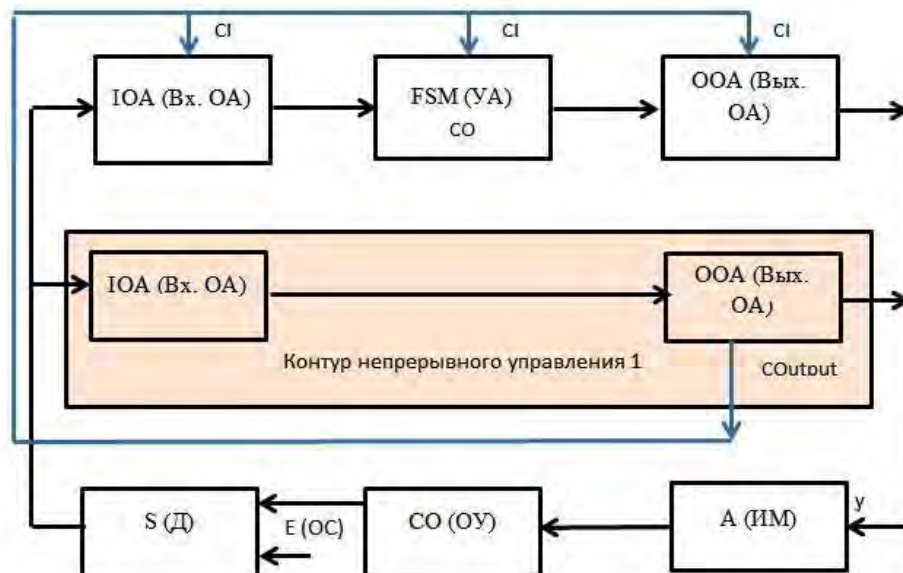 CI
CI
CI
IOA (Вх. ОА)
FSM (УА)
CO
OOA (Вых.
ОА)
IOA (Вх. ОА)
OOA (Вых.
ОА)
Контур непрерывного управления 1
COutput
S (Д)
E (ОС)
CO (ОУ)
A (ИМ)
y